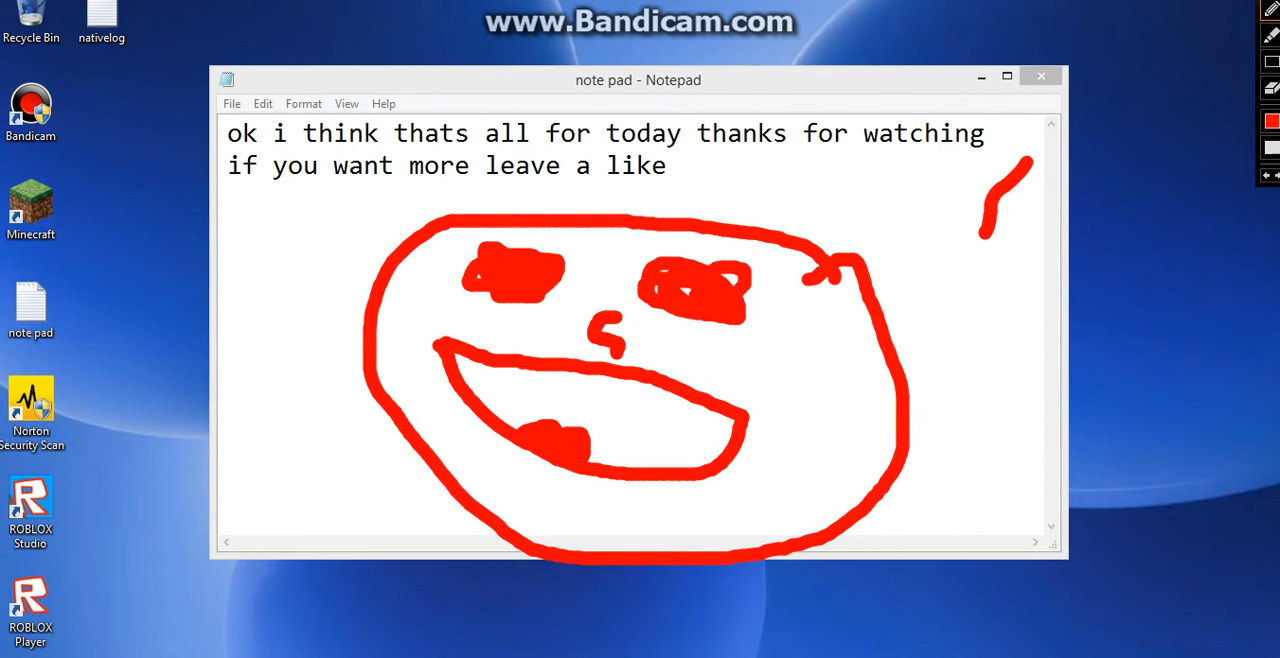 www.Bandicam.com
Recycle Bin
nativelog
note pad - Notepad
File Edit Format View Help
ok i think thats all for today thanks for watching
if you want more leave a like
Bandicam
Minecraft
note pad
Norton
Security Scan
ROBLOX
Studio
ROBLOX
Player